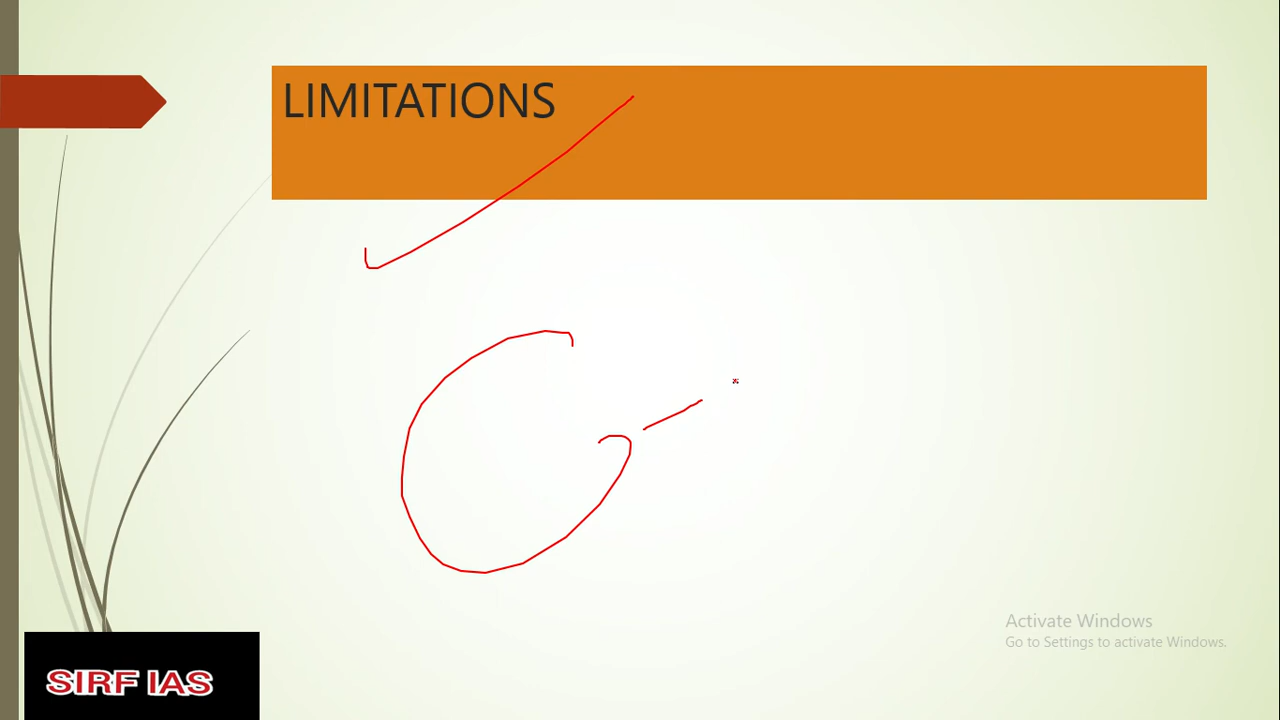 LIMITATIONS
Activate Windows
Go to Settings to activate Windows.
SIRF IAS